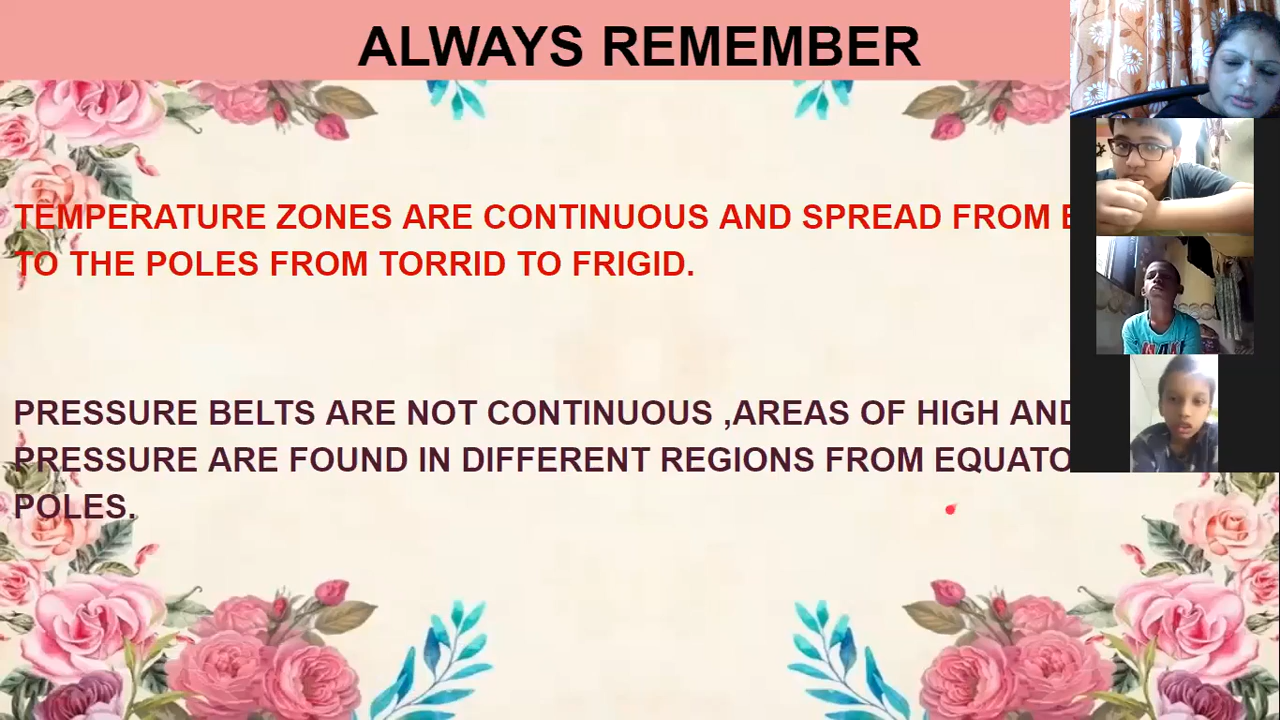 ALWAYS REMEMBER
TEMPERATURE ZONES ARE CONTINUOUS AND SPREAD FROM
TO THE POLES FROM TORRID TO FRIGID.
PRESSURE BELTS ARE NOT CONTINUOUS ,AREAS OF HIGH AND
PRESSURE ARE FOUND IN DIFFERENT REGIONS FROM
POLES.